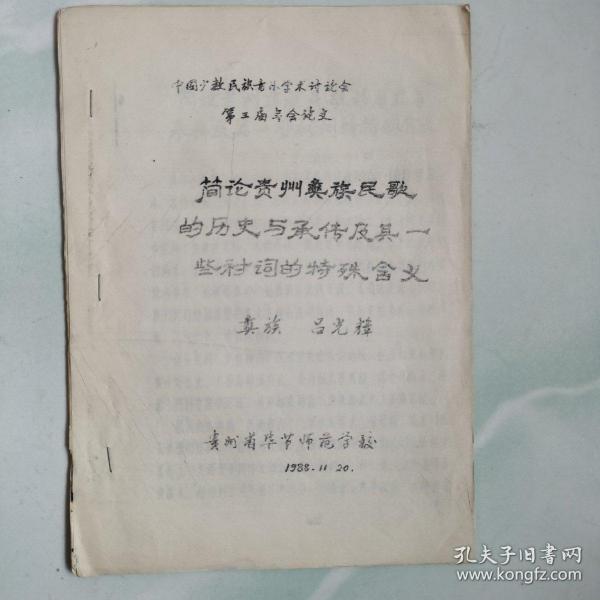 中国少数民族音乐学术讨论会
第三届年会论文
简论贵州彝族民歌
的历史与承传及其一
些衬词的特殊含义
彝族 吕光祥
贵州省毕节师范学校
1988.11.20.
孔夫子旧书网
www.kongfz.com